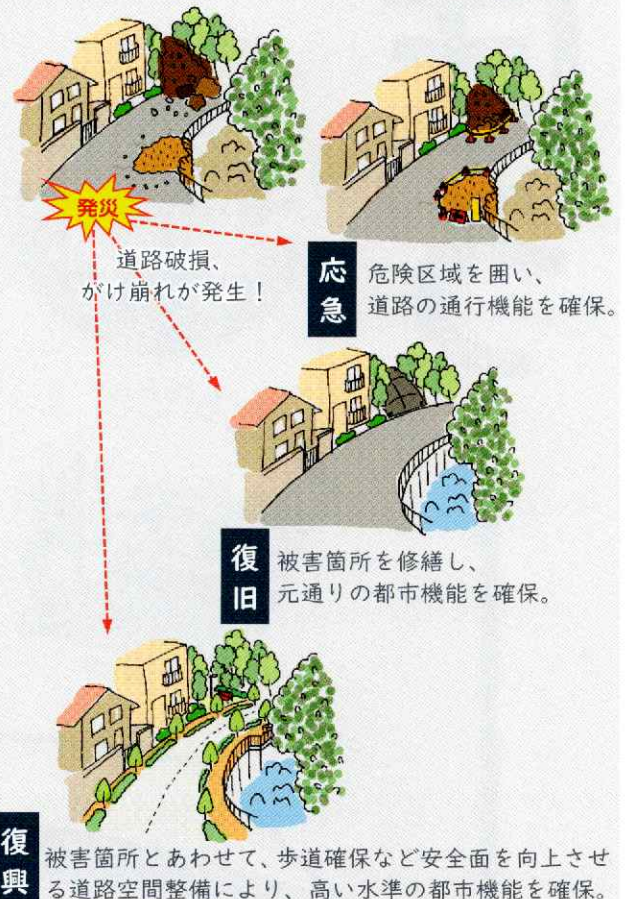 発災
道路破損、
がけ崩れが発生！
応急
危険区域を囲い、
道路の通行機能を確保。
復旧
被害箇所を修繕し、
元通りの都市機能を確保。
復興
被害箇所とあわせて、歩道確保など安全面を向上させ
る道路空間整備により、高い水準の都市機能を確保。